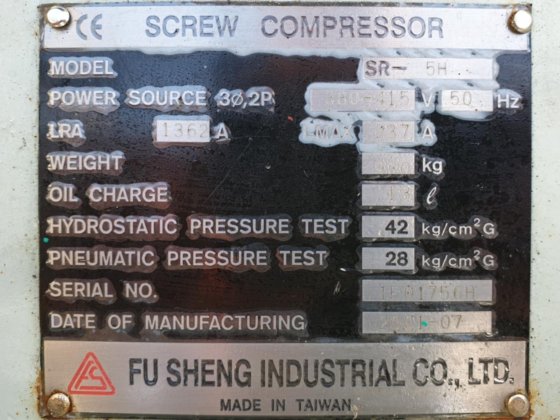 CE SCREW COMPRESSOR
MODEL SR- 5H
POWER SOURCE 3Ø,2P 380-415 V 50 Hz
LRA 1362 A A
WEIGHT kg
OIL CHARGE ℓ
HYDROSTATIC PRESSURE TEST 42 kg/cm²G
PNEUMATIC PRESSURE TEST 28 kg/cm²G
SERIAL NO.
DATE OF MANUFACTURING
FU SHENG INDUSTRIAL CO., LTD.
MADE IN TAIWAN